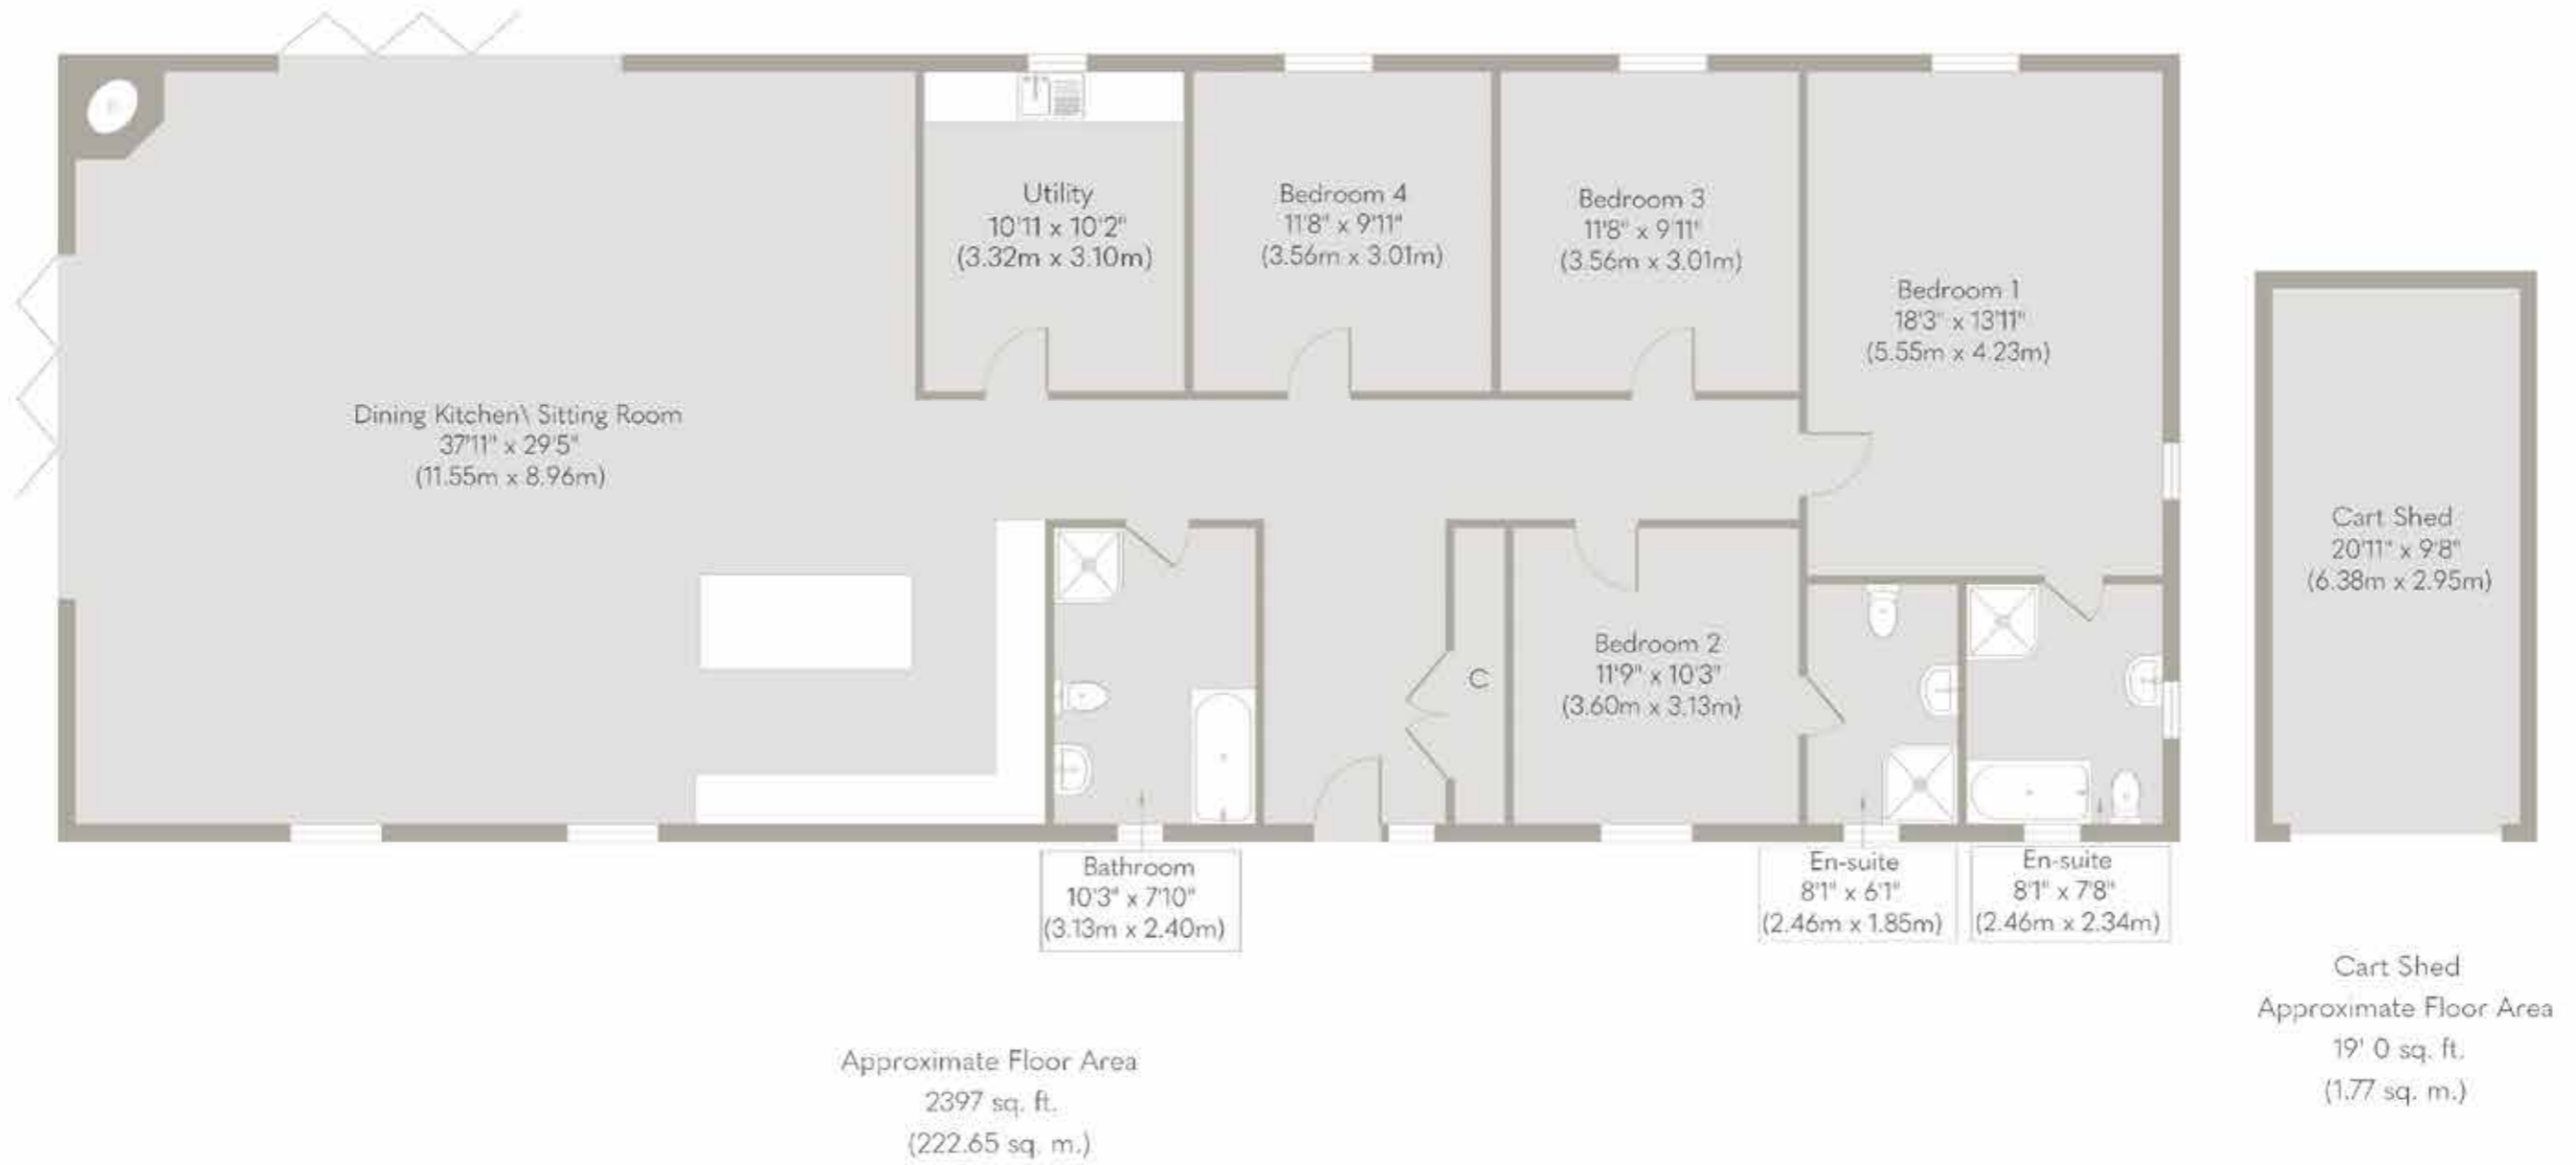 Utility
10'11 x 10'2"
(3.32m x 3.10m)
Bedroom 4
11'8" x 9'11"
(3.56m x 3.01m)
Bedroom 3
11'8" x 9'11"
(3.56m x 3.01m)
Bedroom 1
18'3" x 13'11"
(5.55m x 4.23m)
Dining Kitchen\ Sitting Room
37'11" x 29'5"
(11.55m x 8.96m)
Cart Shed
20'11" x 9'8"
(6.38m x 2.95m)
Bedroom 2
11'9" x 10'3"
(3.60m x 3.13m)
C
Bathroom
10'3" x 7'10"
(3.13m x 2.40m)
En-suite
8'1" x 6'1"
(2.46m x 1.85m)
En-suite
8'1" x 7'8"
(2.46m x 2.34m)
Approximate Floor Area
2397 sq. ft.
(222.65 sq. m.)
Cart Shed
Approximate Floor Area
19' 0 sq. ft.
(1.77 sq. m.)